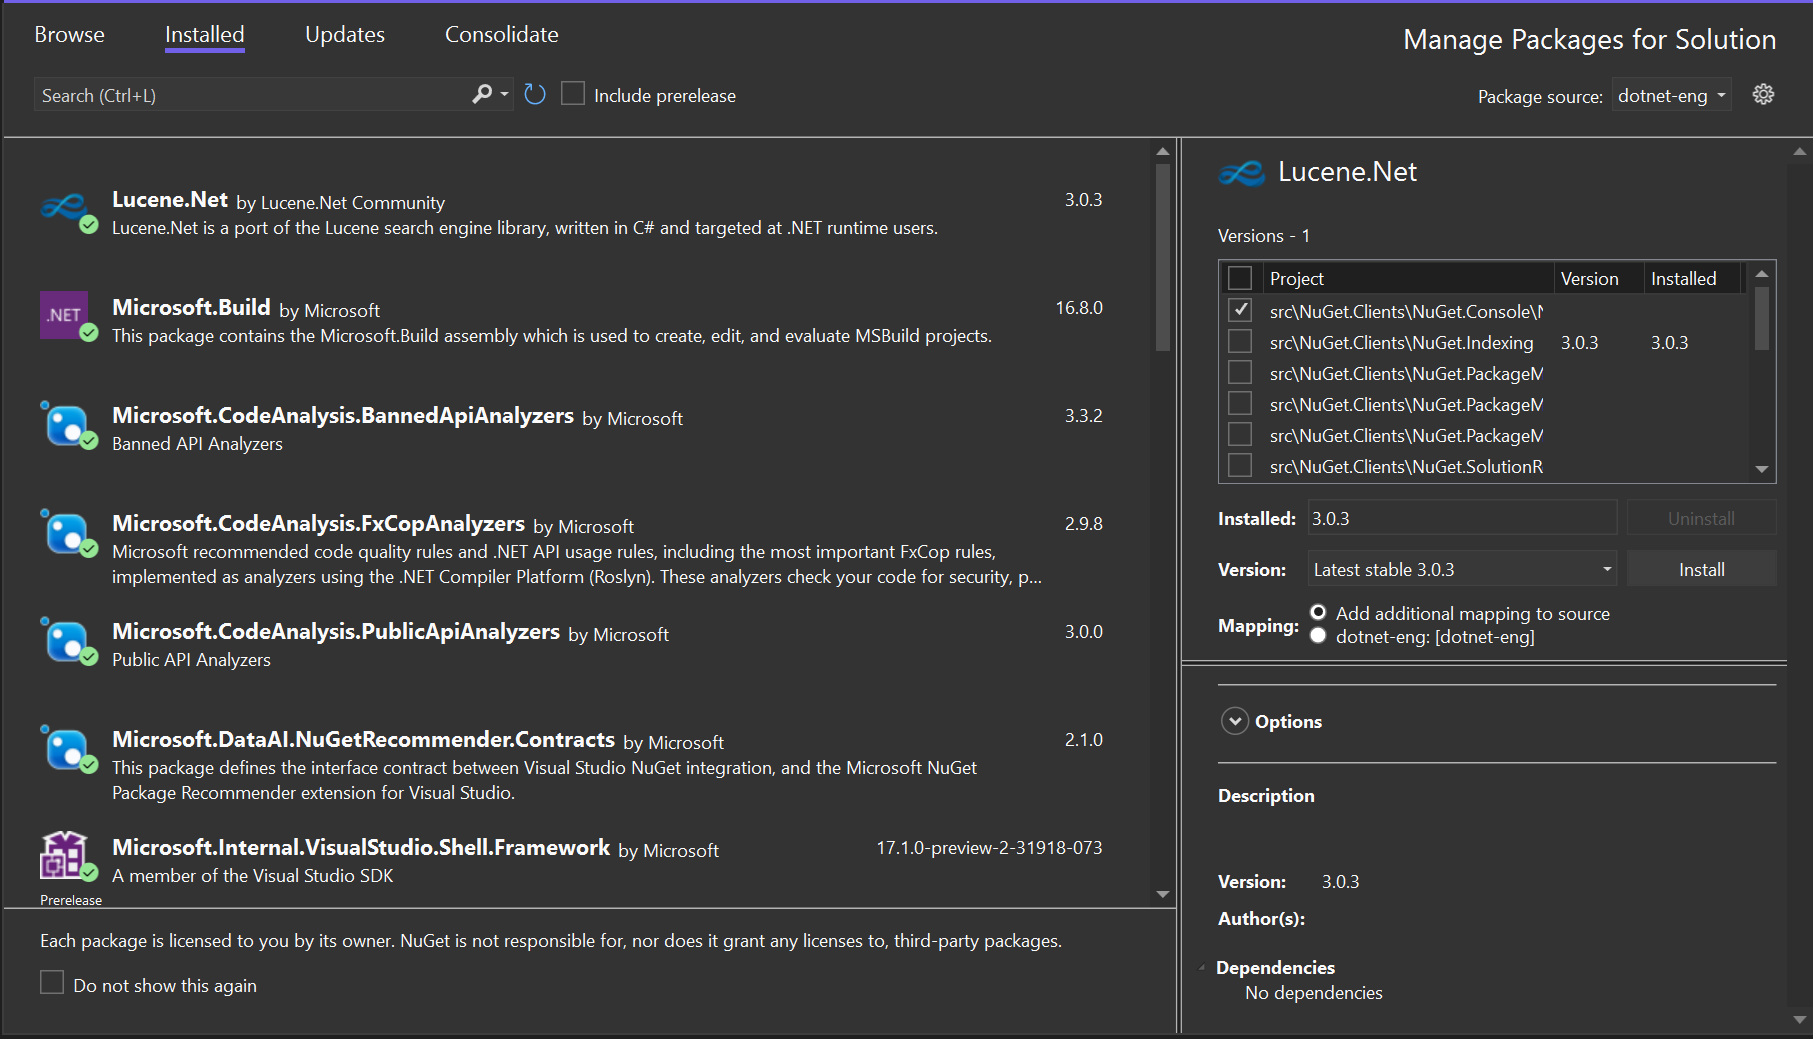 Browse Installed Updates Consolidate
Manage Packages for Solution
Search (Ctrl+L) Include prerelease
Package source: dotnet-eng
Lucene.Net by Lucene.Net Community 3.0.3
Lucene.Net is a port of the Lucene search engine library, written in C# and targeted at .NET runtime users.
.NET
Microsoft.Build by Microsoft 16.8.0
This package contains the Microsoft.Build assembly which is used to create, edit, and evaluate MSBuild projects.
Microsoft.CodeAnalysis.BannedApiAnalyzers by Microsoft 3.3.2
Banned API Analyzers
Microsoft.CodeAnalysis.FxCopAnalyzers by Microsoft 2.9.8
Microsoft recommended code quality rules and .NET API usage rules, including the most important FxCop rules,
implemented as analyzers using the .NET Compiler Platform (Roslyn). These analyzers check your code for security, p...
Microsoft.CodeAnalysis.PublicApiAnalyzers by Microsoft 3.0.0
Public API Analyzers
Microsoft.DataAI.NuGetRecommender.Contracts by Microsoft 2.1.0
This package defines the interface contract between Visual Studio NuGet integration, and the Microsoft NuGet
Package Recommender extension for Visual Studio.
Microsoft.Internal.VisualStudio.Shell.Framework by Microsoft 17.1.0-preview-2-31918-073
A member of the Visual Studio SDK
Prerelease
Each package is licensed to you by its owner. NuGet is not responsible for, nor does it grant any licenses to, third-party packages.
Do not show this again
Lucene.Net
Versions - 1
Project Version Installed
src\NuGet.Clients\NuGet.Console\N
src\NuGet.Clients\NuGet.Indexing 3.0.3 3.0.3
src\NuGet.Clients\NuGet.PackageM
src\NuGet.Clients\NuGet.PackageM
src\NuGet.Clients\NuGet.PackageM
src\NuGet.Clients\NuGet.SolutionR
Installed: 3.0.3 Uninstall
Version: Latest stable 3.0.3 Install
Mapping: Add additional mapping to source
dotnet-eng: [dotnet-eng]
Options
Description
Version: 3.0.3
Author(s):
Dependencies
No dependencies